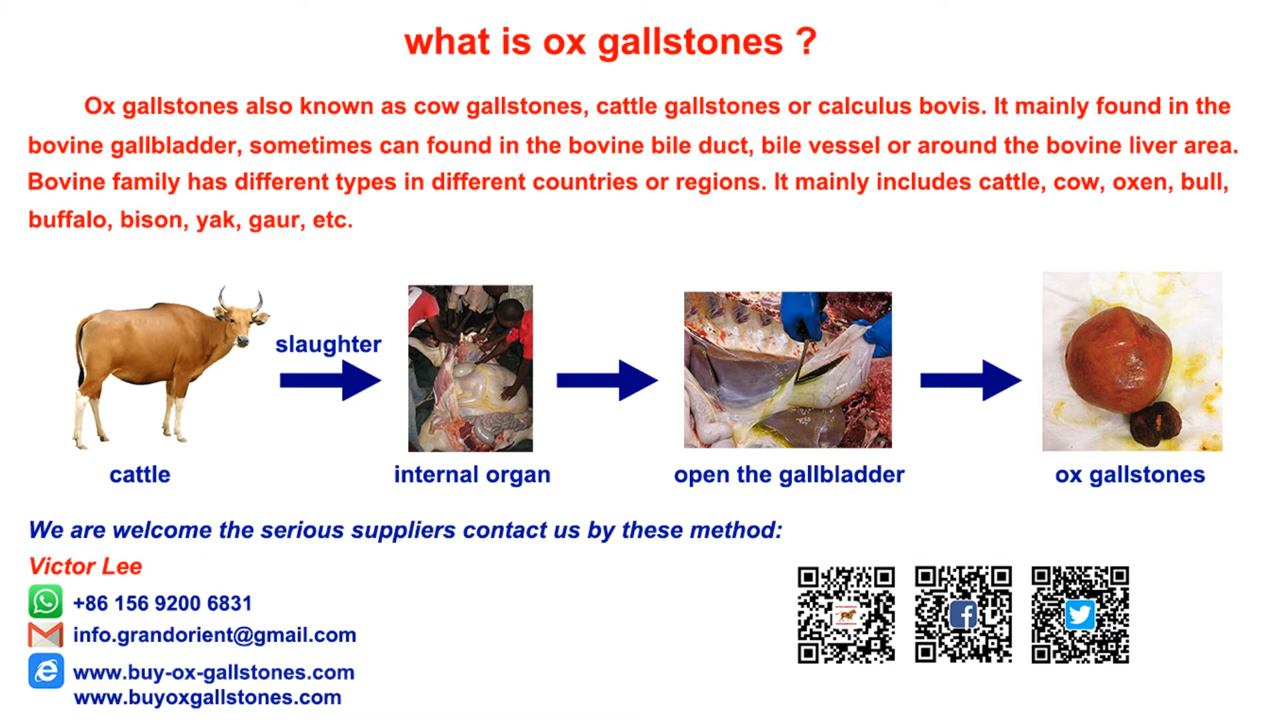 what is ox gallstones ?
Ox gallstones also known as cow gallstones, cattle gallstones or calculus bovis. It mainly found in the
bovine gallbladder, sometimes can found in the bovine bile duct, bile vessel or around the bovine liver area.
Bovine family has different types in different countries or regions. It mainly includes cattle, cow, oxen, bull,
buffalo, bison, yak, gaur, etc.
slaughter
cattle
internal organ
open the gallbladder
ox gallstones
We are welcome the serious suppliers contact us by these method:
Victor Lee
+86 156 9200 6831
info.grandorient@gmail.com
www.buy-ox-gallstones.com
www.buyoxgallstones.com